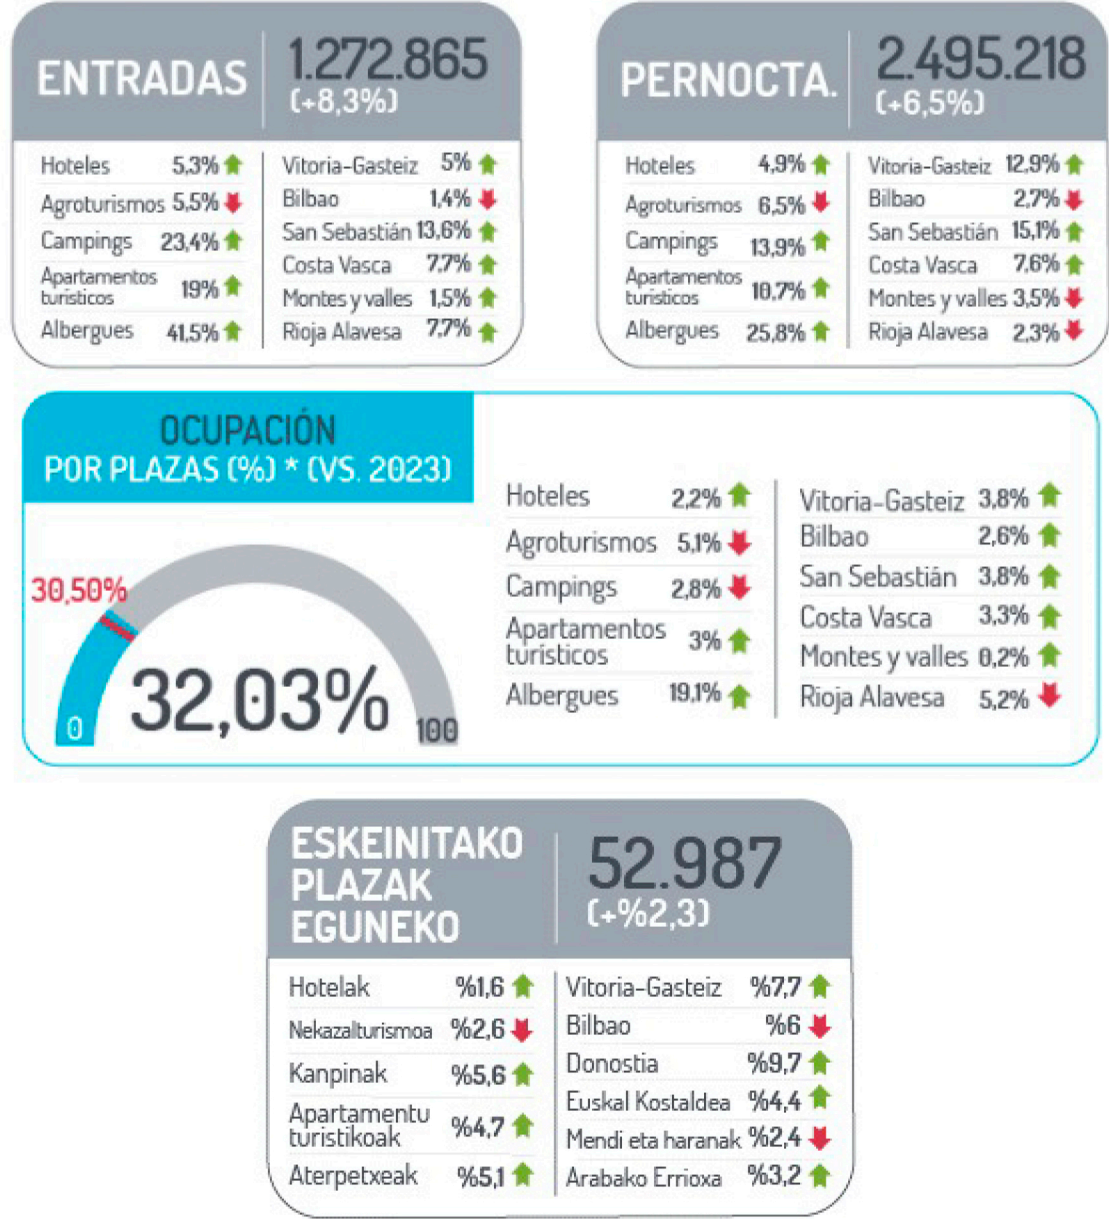 ENTRADAS
1.272.865
(+8,3%)
Hoteles 5,3%
Agroturismos 5,5%
Campings 23,4%
Apartamentos
turísticos 19%
Albergues 41,5%
Vitoria-Gasteiz 5%
Bilbao 1,4%
San Sebastián 13,6%
Costa Vasca 7,7%
Montes y valles 1,5%
Rioja Alavesa 7,7%
PERNOCTA.
2.495.218
(+6,5%)
Hoteles 4,9%
Agroturismos 6,5%
Campings 13,9%
Apartamentos
turísticos 10,7%
Albergues 25,8%
Vitoria-Gasteiz 12,9%
Bilbao 2,7%
San Sebastián 15,1%
Costa Vasca 7,6%
Montes y valles 3,5%
Rioja Alavesa 2,3%
OCUPACIÓN
POR PLAZAS (%) * (VS. 2023)
30,50%
32,03%
0
100
Hoteles 2,2%
Agroturismos 5,1%
Campings 2,8%
Apartamentos
turísticos 3%
Albergues 19,1%
Vitoria-Gasteiz 3,8%
Bilbao 2,6%
San Sebastián 3,8%
Costa Vasca 3,3%
Montes y valles 0,2%
Rioja Alavesa 5,2%
ESKEINITAKO
PLAZAK
EGUNEKO
52.987
(+%2,3)
Hotelak %1,6
Nekazalturismoa %2,6
Kanpinak %5,6
Apartamentu
turistikoak %4,7
Aterpetxeak %5,1
Vitoria-Gasteiz %7,7
Bilbao %6
Donostia %9,7
Euskal Kostaldea %4,4
Mendi eta haranak %2,4
Arabako Errioxa %3,2